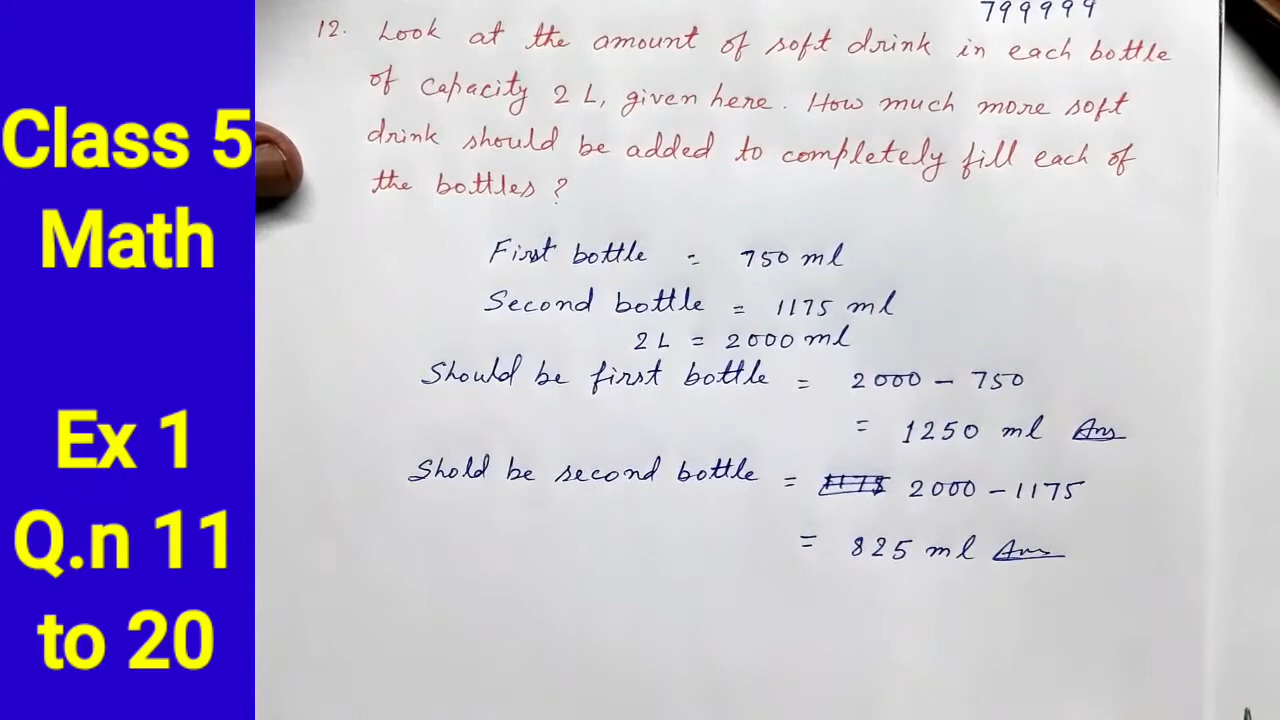 Class 5
Math
Ex 1
Q.n 11
to 20
799999
12. Look at the amount of soft drink in each bottle
of capacity 2 L, given here. How much more soft
drink should be added to completely fill each of
the bottles ?
First bottle = 750 ml
Second bottle = 1175 ml
2 L = 2000 ml
Should be first bottle = 2000 - 750
= 1250 ml Ans
Shold be second bottle = 1175 2000 - 1175
= 825 ml Ans